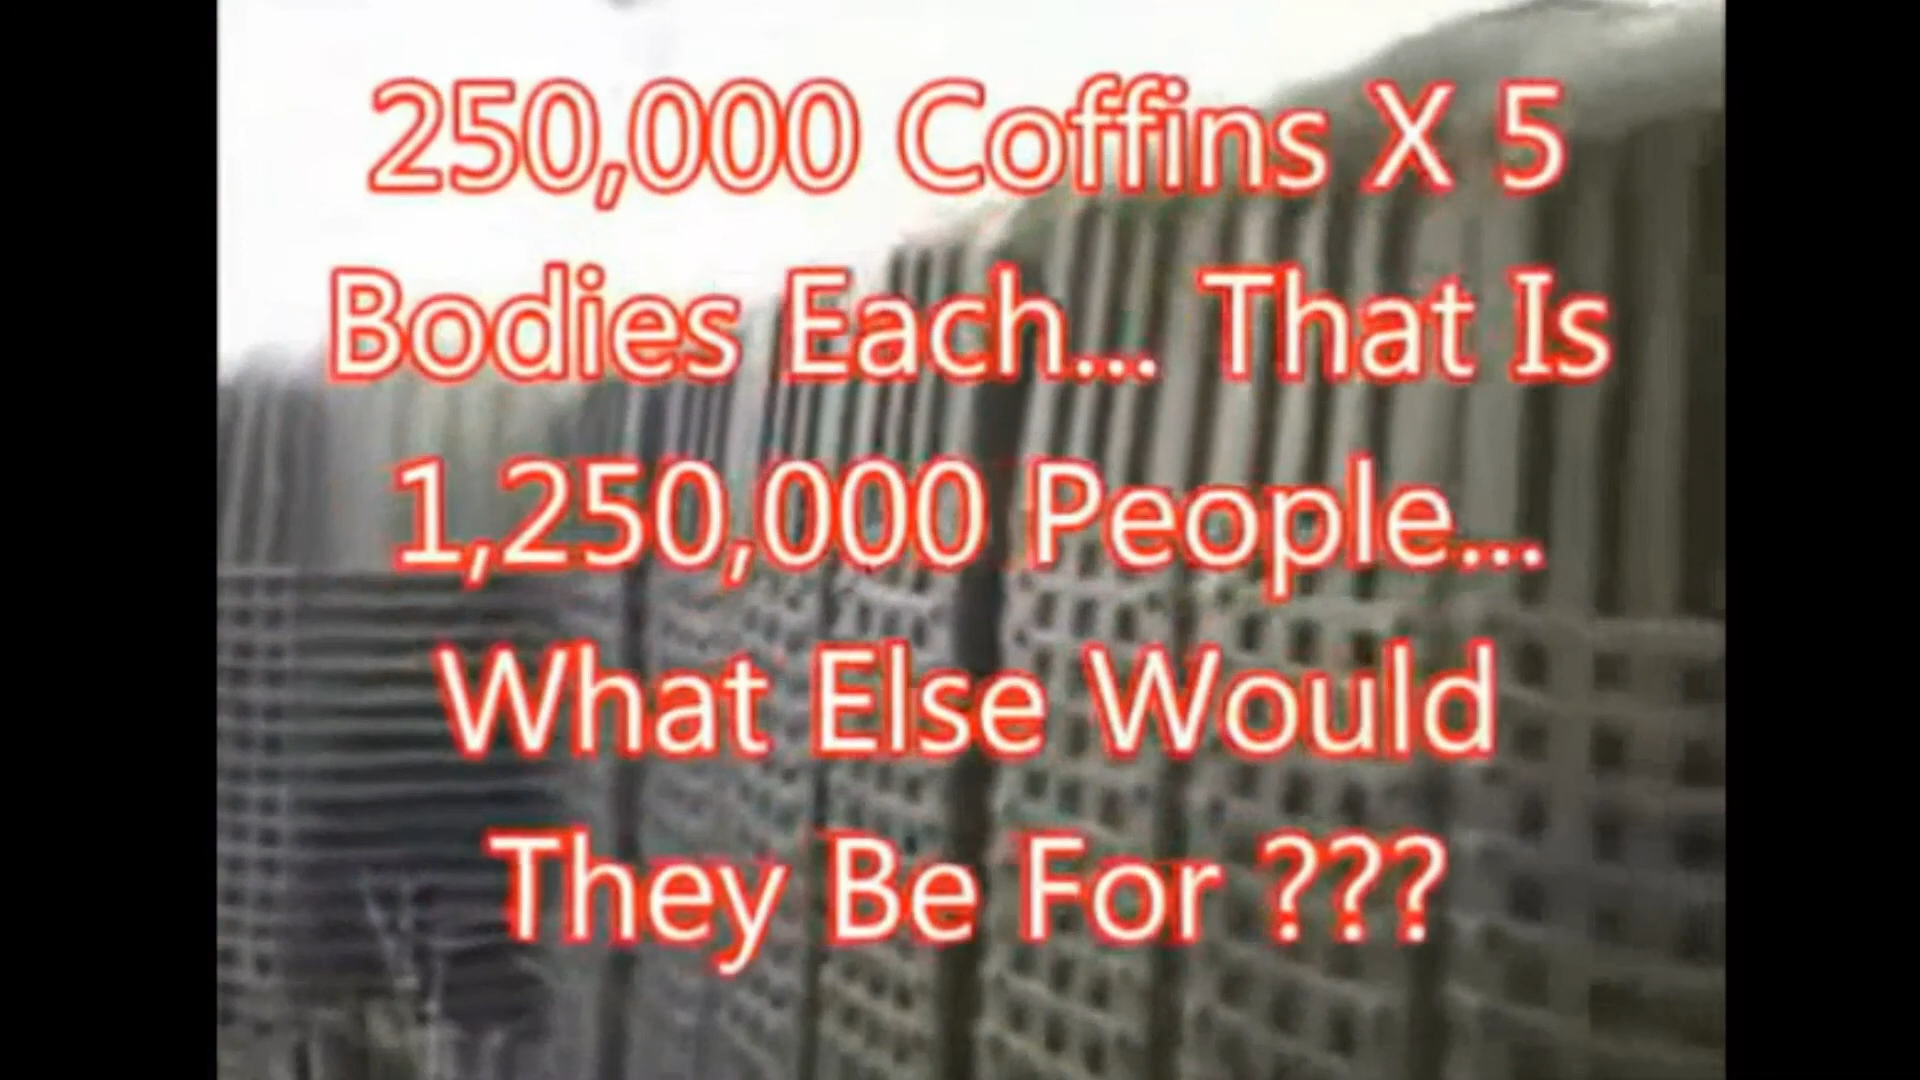 250,000 Coffins X 5
Bodies Each... That Is
1,250,000 People...
What Else Would
They Be For ???